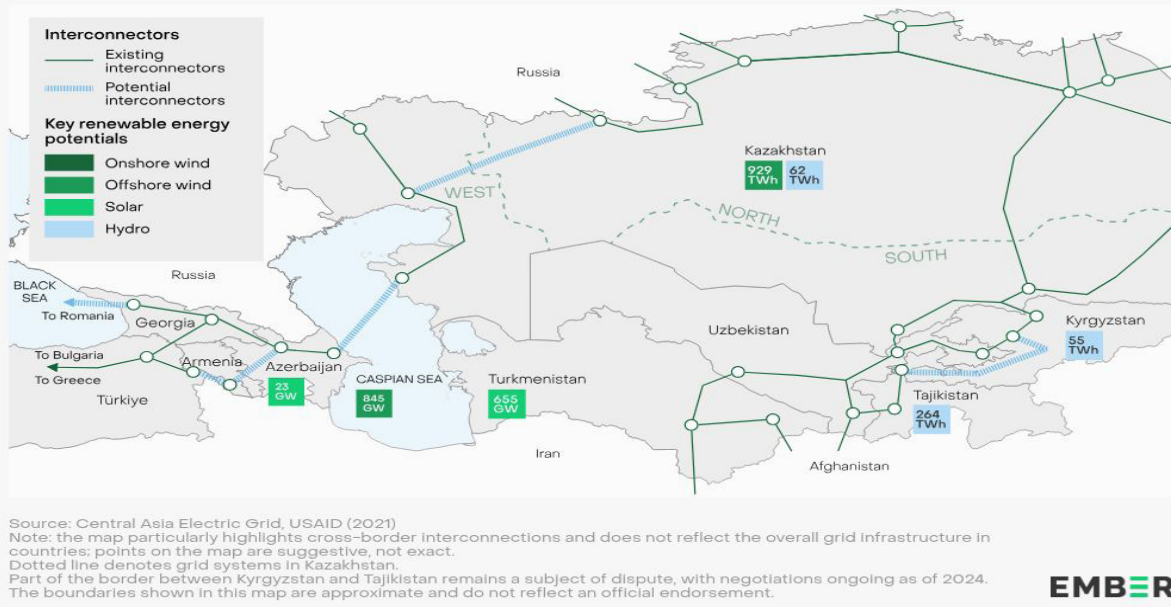 Interconnectors
Existing
interconnectors
Potential
interconnectors
Key renewable energy
potentials
Onshore wind
Offshore wind
Solar
Hydro
Russia
Kazakhstan
929
TWh
62
TWh
WEST
NORTH
SOUTH
Russia
BLACK
SEA
To Romania
Georgia
To Bulgaria
To Greece
Armenia
Azerbaijan
23
GW
Türkiye
CASPIAN SEA
845
GW
Turkmenistan
655
GW
Uzbekistan
Kyrgyzstan
55
TWh
Tajikistan
264
TWh
Iran
Afghanistan
Source: Central Asia Electric Grid, USAID (2021)
Note: the map particularly highlights cross-border interconnections and does not reflect the overall grid infrastructure in
countries; points on the map are suggestive, not exact.
Dotted line denotes grid systems in Kazakhstan.
Part of the border between Kyrgyzstan and Tajikistan remains a subject of dispute, with negotiations ongoing as of 2024.
The boundaries shown in this map are approximate and do not reflect an official endorsement.
EMBER